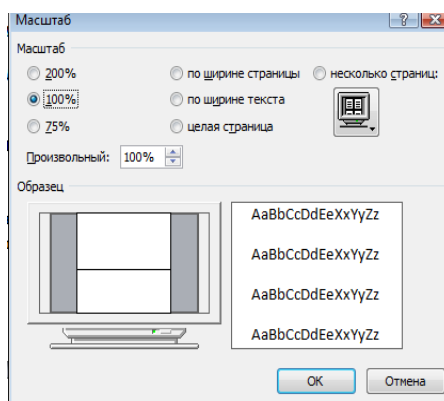 Масштаб
Масштаб
200% по ширине страницы несколько страниц:
100% по ширине текста
75% целая страница
Произвольный: 100%
Образец
AaBbCcDdEeXxYyZz
AaBbCcDdEeXxYyZz
AaBbCcDdEeXxYyZz
AaBbCcDdEeXxYyZz
ОК Отмена